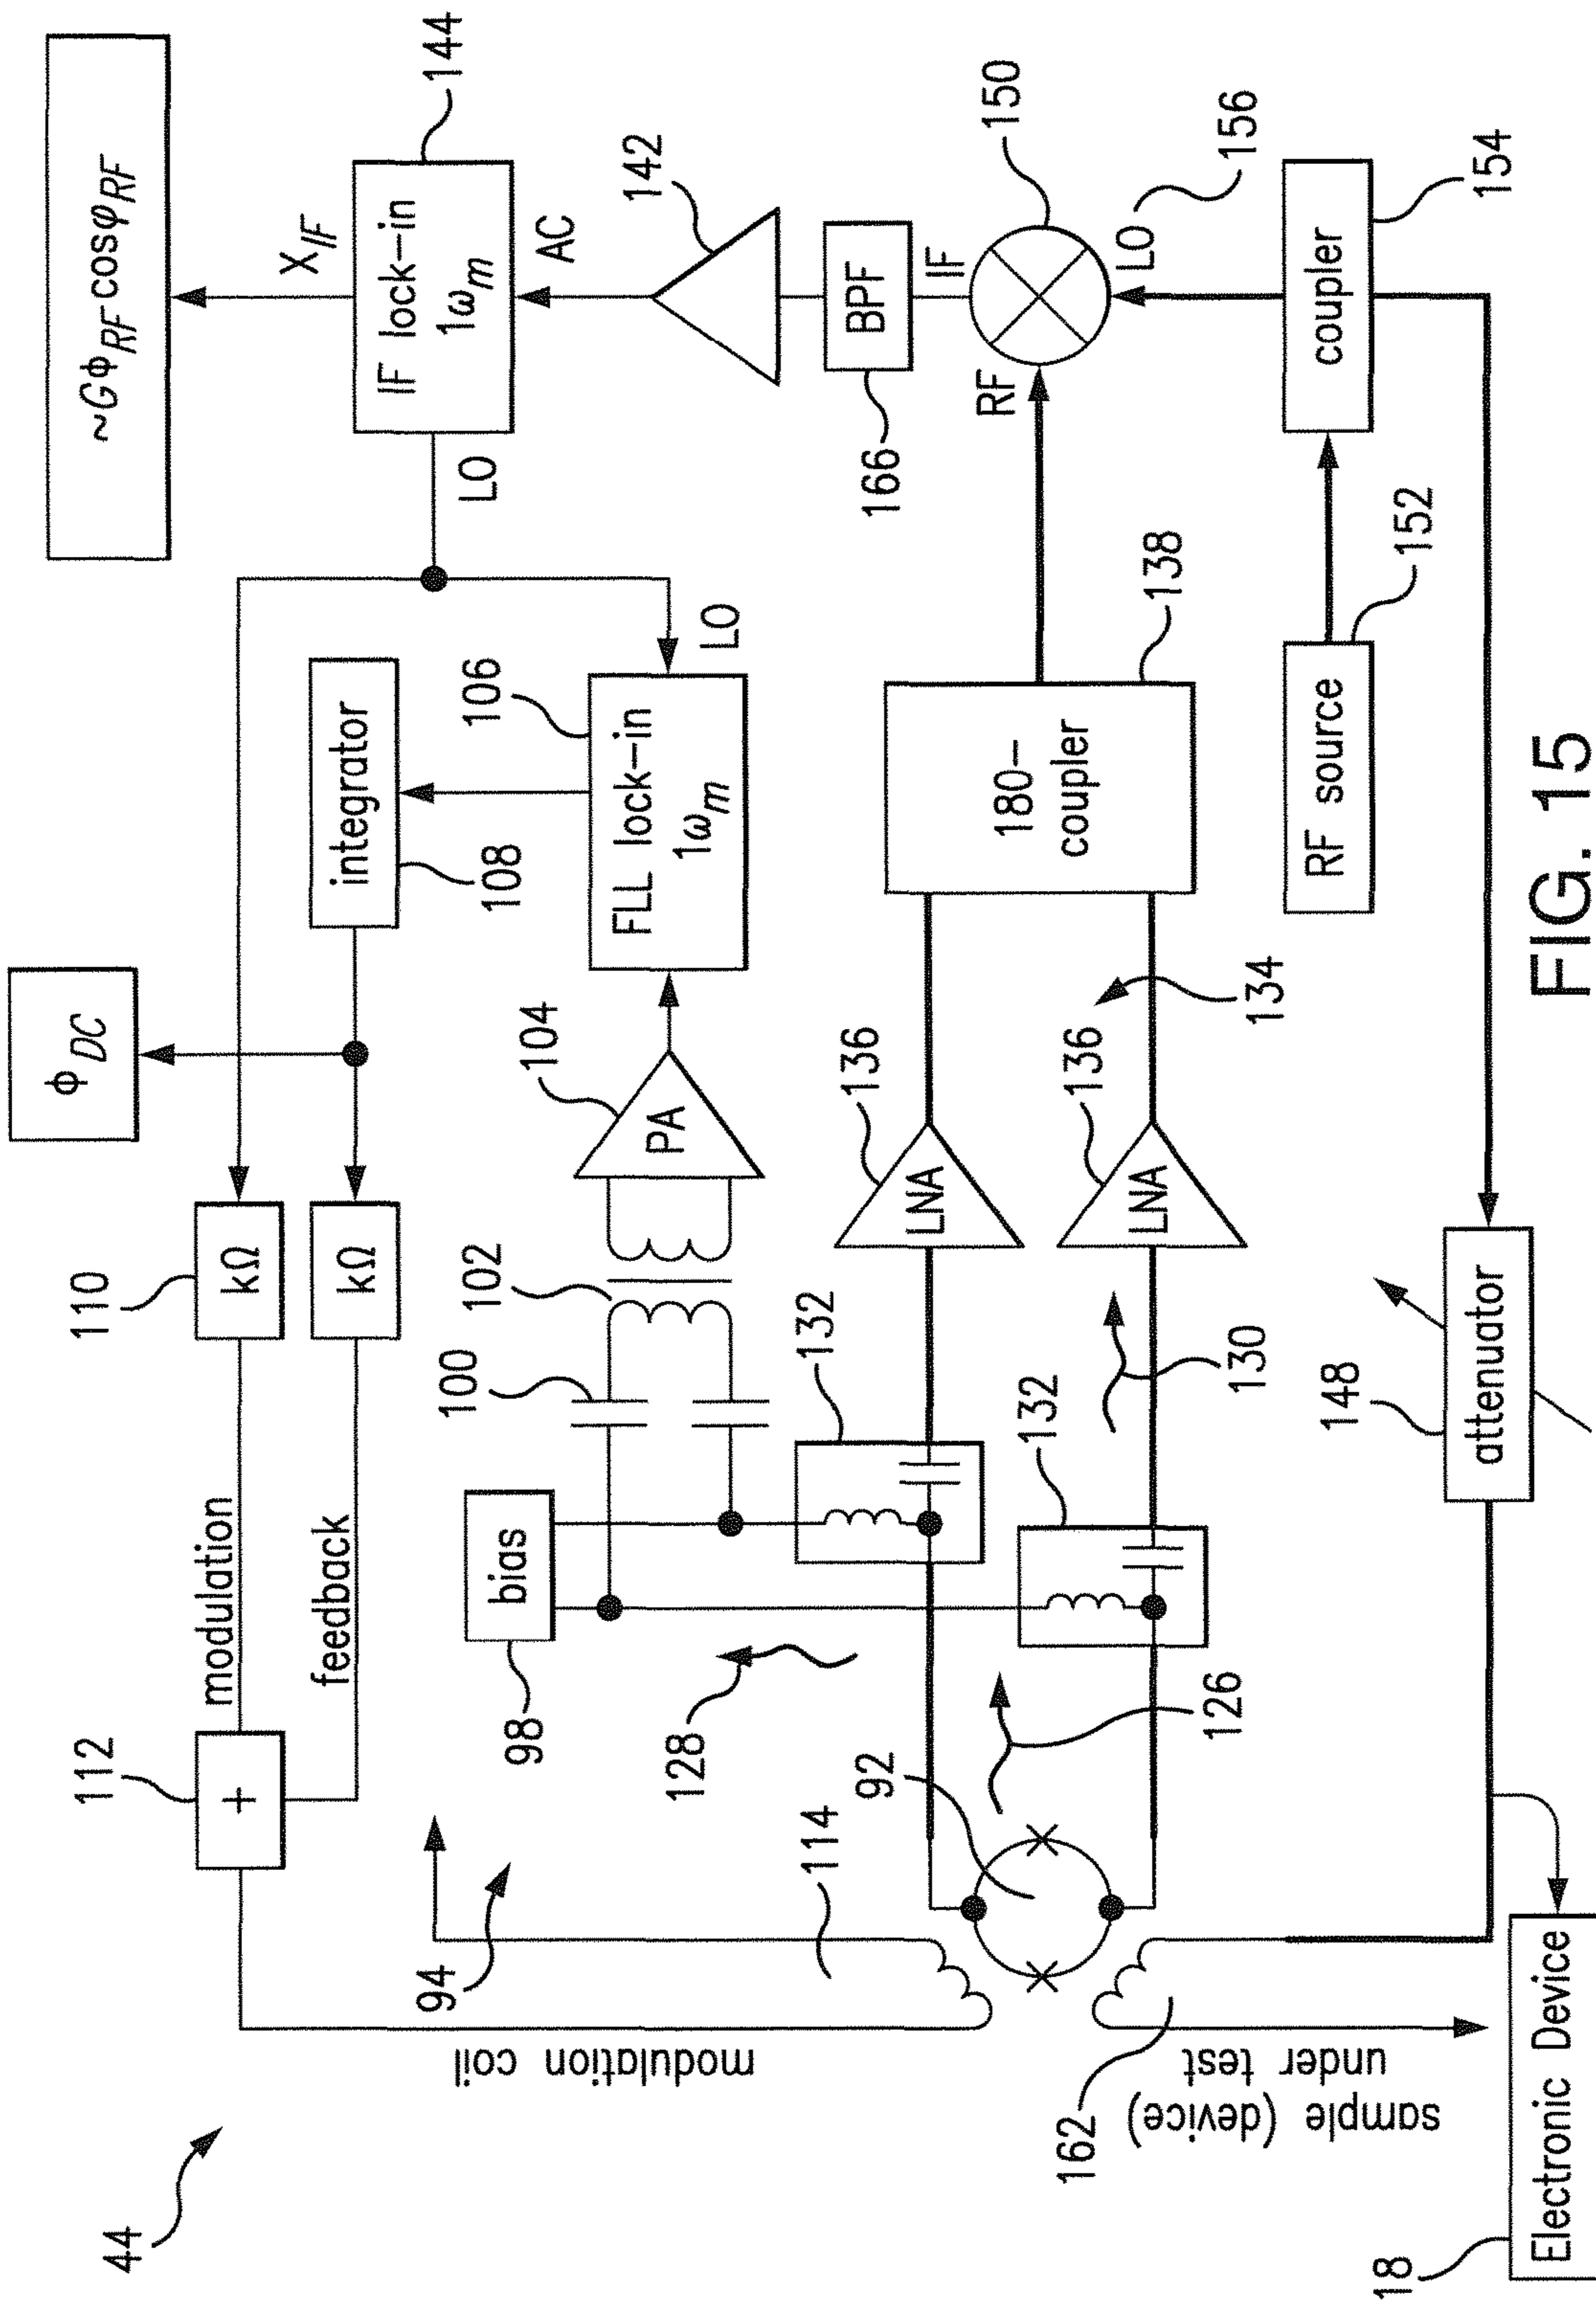 44
112
+
modulation
feedback
110
kΩ
kΩ
ϕDC
integrator
108
~GϕRF cosφRF
XIF
IF lock-in
1ωm
144
LO
AC
142
94
98
bias
100
102
104
PA
106
FLL lock-in
1ωm
LO
modulation coil
114
128
132
136
LNA
166
BPF
IF
92
126
132
130
136
LNA
134
180-
coupler
138
RF
150
LO
156
162
sample (device)
under test
148
attenuator
RF source
152
coupler
154
18
Electronic Device
FIG. 15